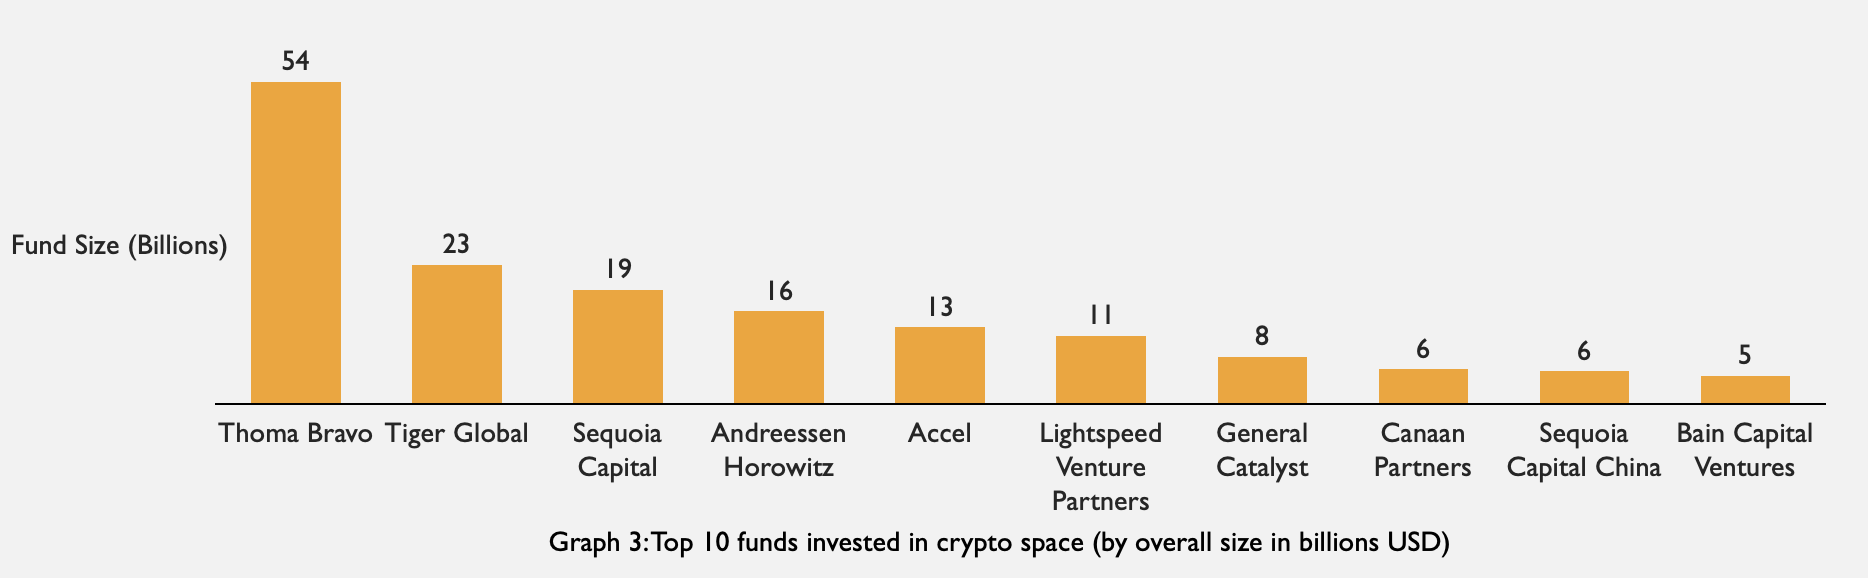 54
23
19
16
13
11
8
6
6
5
Fund Size (Billions)
Thoma Bravo
Tiger Global
Sequoia
Capital
Andreessen
Horowitz
Accel
Lightspeed
Venture
Partners
General
Catalyst
Canaan
Partners
Sequoia
Capital China
Bain Capital
Ventures
Graph 3: Top 10 funds invested in crypto space (by overall size in billions USD)